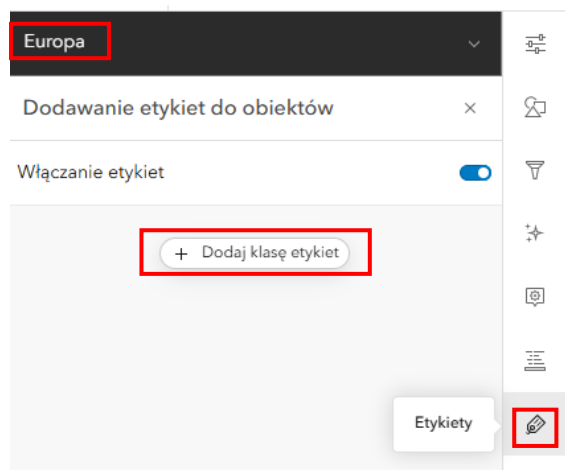 Europa
Dodawanie etykiet do obiektów
Włączanie etykiet
+ Dodaj klasę etykiet
Etykiety